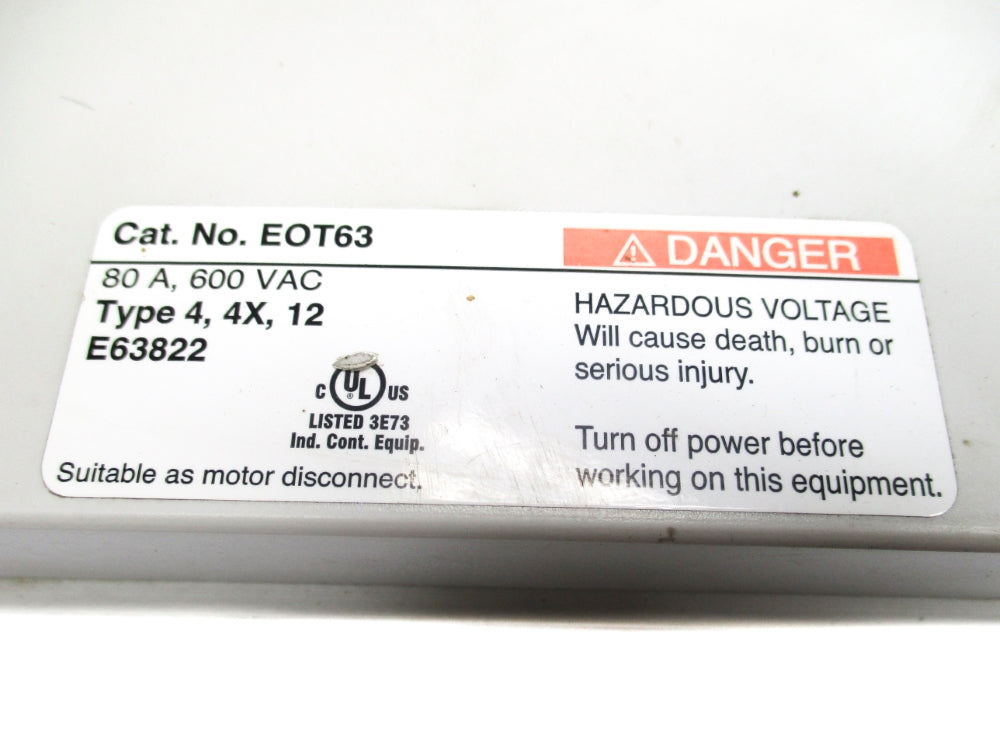 Cat. No. EOT63
80 A, 600 VAC
Type 4, 4X, 12
E63822
C UL ® US
LISTED 3E73
Ind. Cont. Equip.
Suitable as motor disconnect.
⚠ DANGER
HAZARDOUS VOLTAGE
Will cause death, burn or
serious injury.
Turn off power before
working on this equipment.